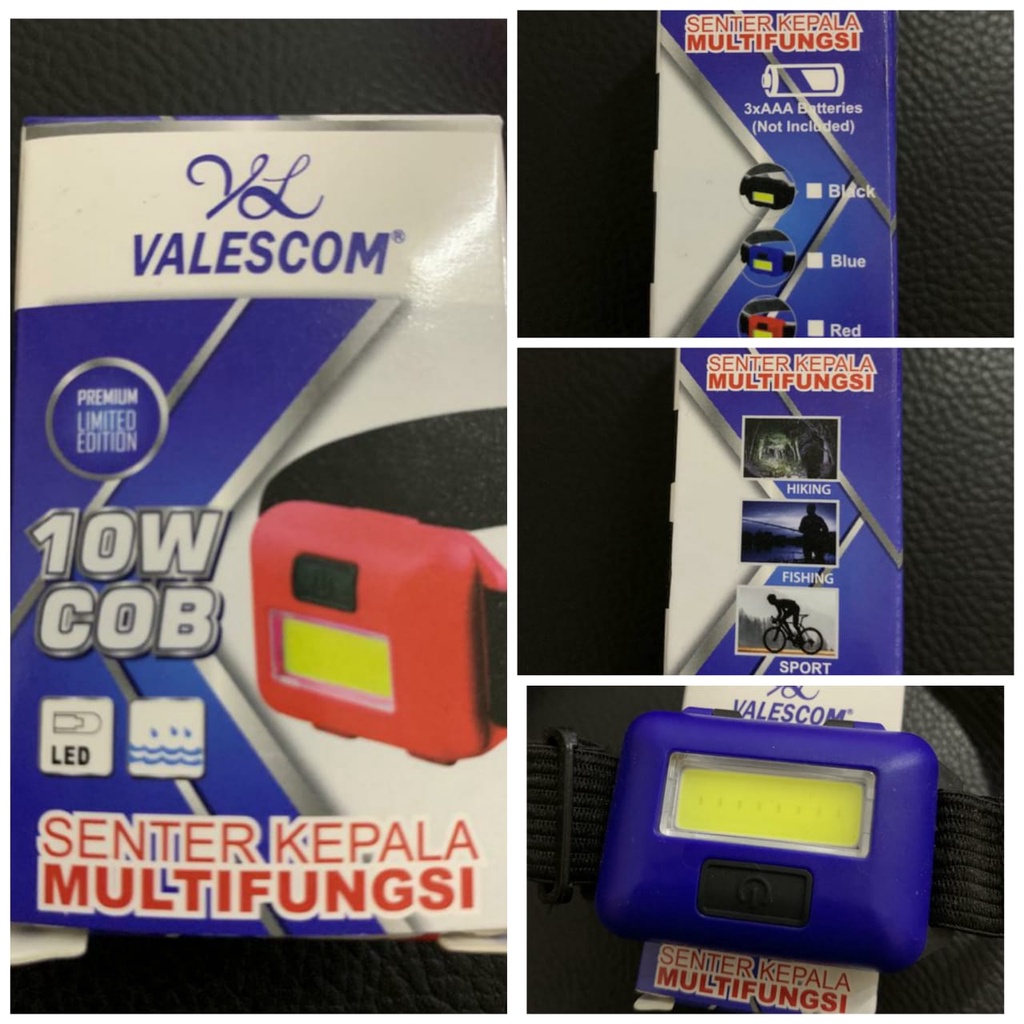 VL
VALESCOM®
PREMIUM
LIMITED
EDITION
10W
COB
LED
SENTER KEPALA
MULTIFUNGSI
SENTER KEPALA
MULTIFUNGSI
3xAAA Batteries
(Not Included)
Black
Blue
Red
SENTER KEPALA
MULTIFUNGSI
HIKING
FISHING
SPORT
VALESCOM®
SENTER KEPALA
MULTIFUNGSI